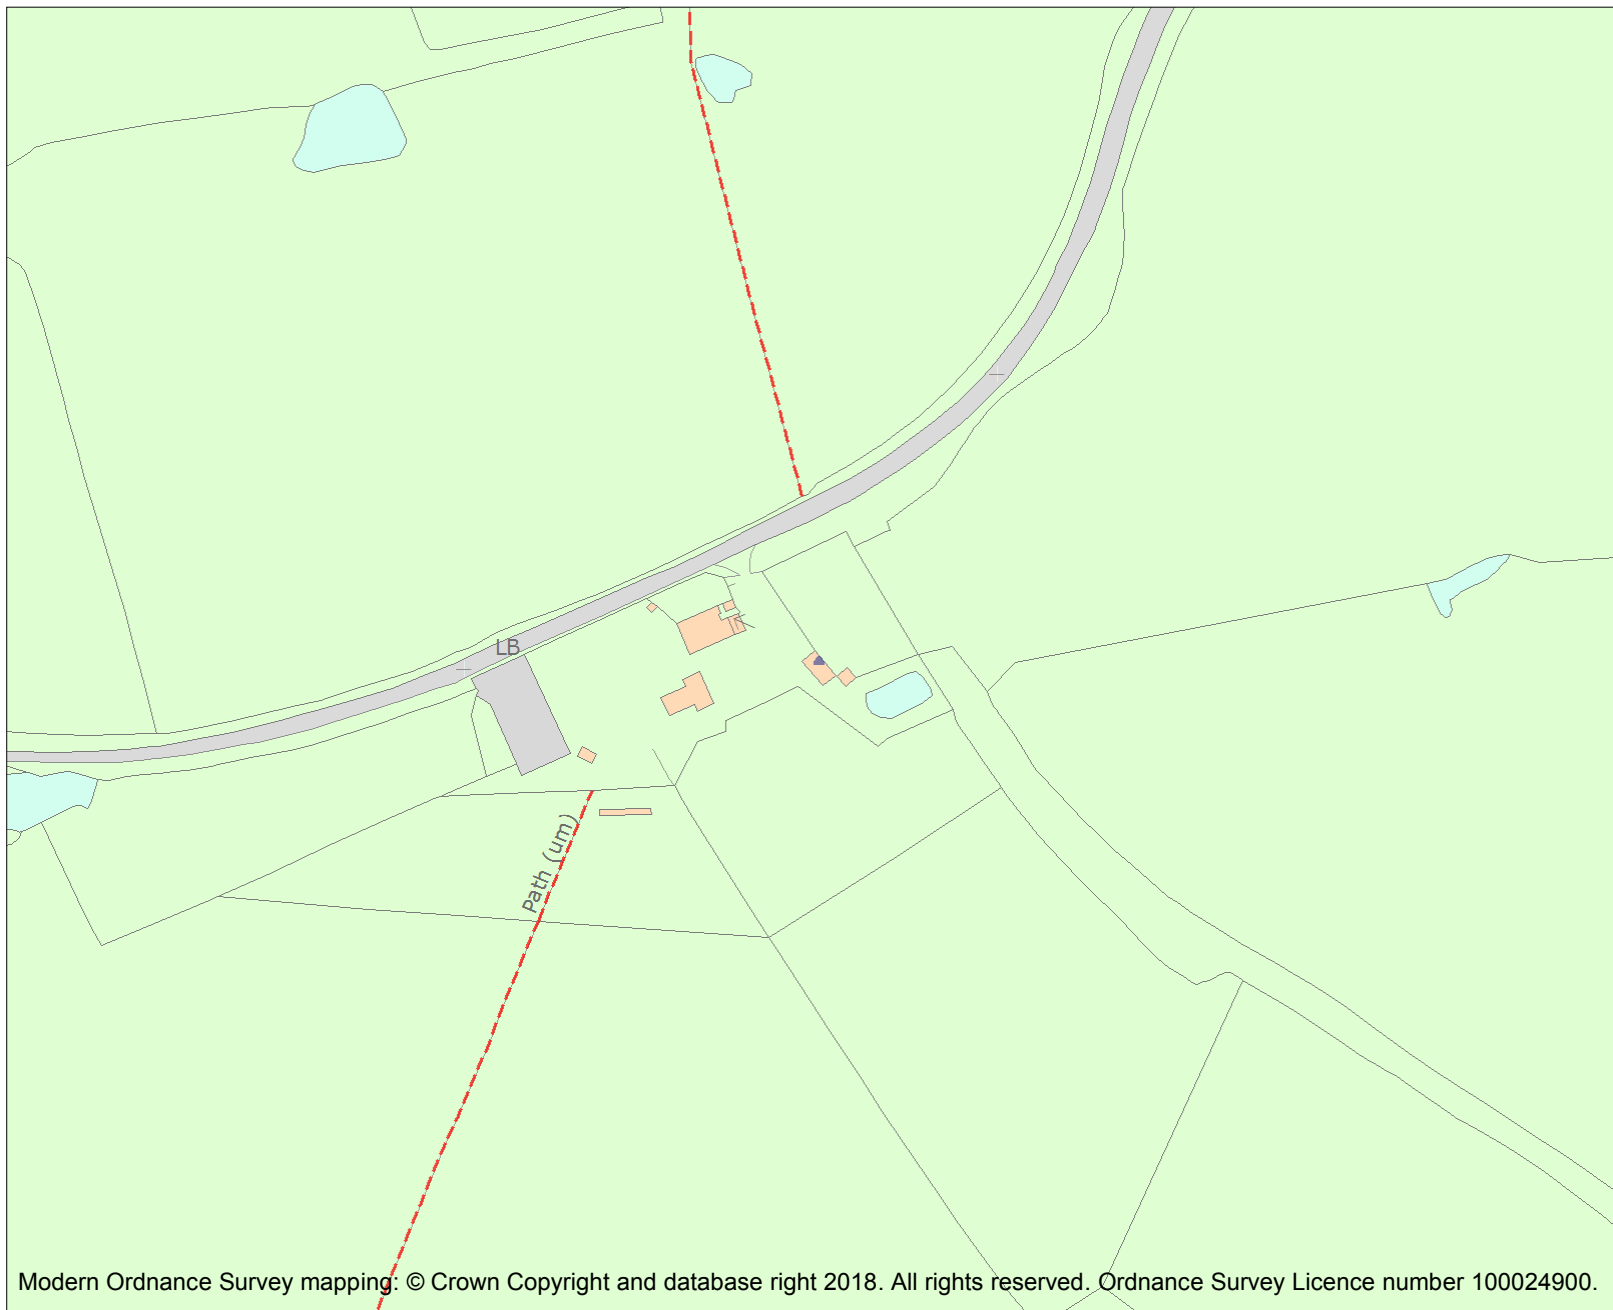 LB
Path (um)
Modern Ordnance Survey mapping: © Crown Copyright and database right 2018. All rights reserved. Ordnance Survey Licence number 100024900.